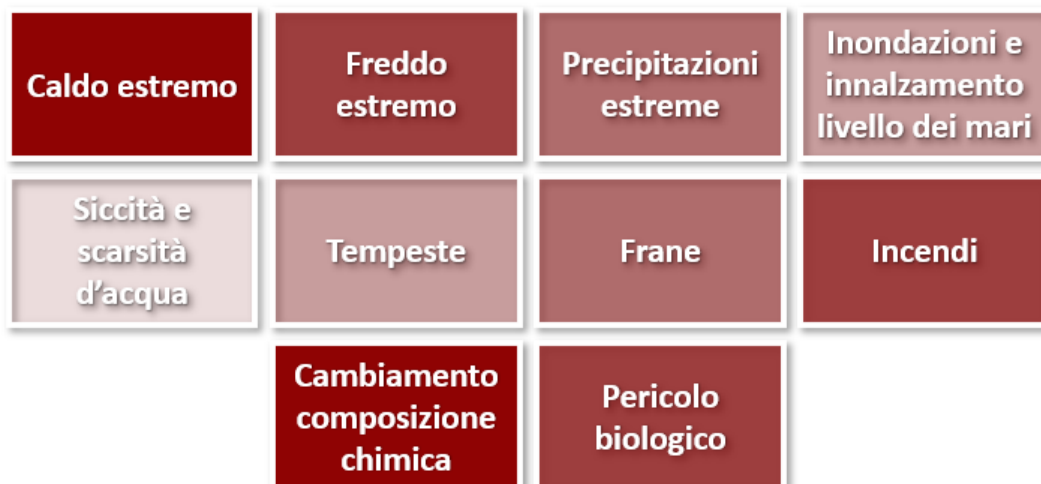 Caldo estremo
Freddo
estremo
Precipitazioni
estreme
Inondazioni e
innalzamento
livello dei mari
Siccità e
scarsità
d'acqua
Tempeste
Frane
Incendi
Cambiamento
composizione
chimica
Pericolo
biologico